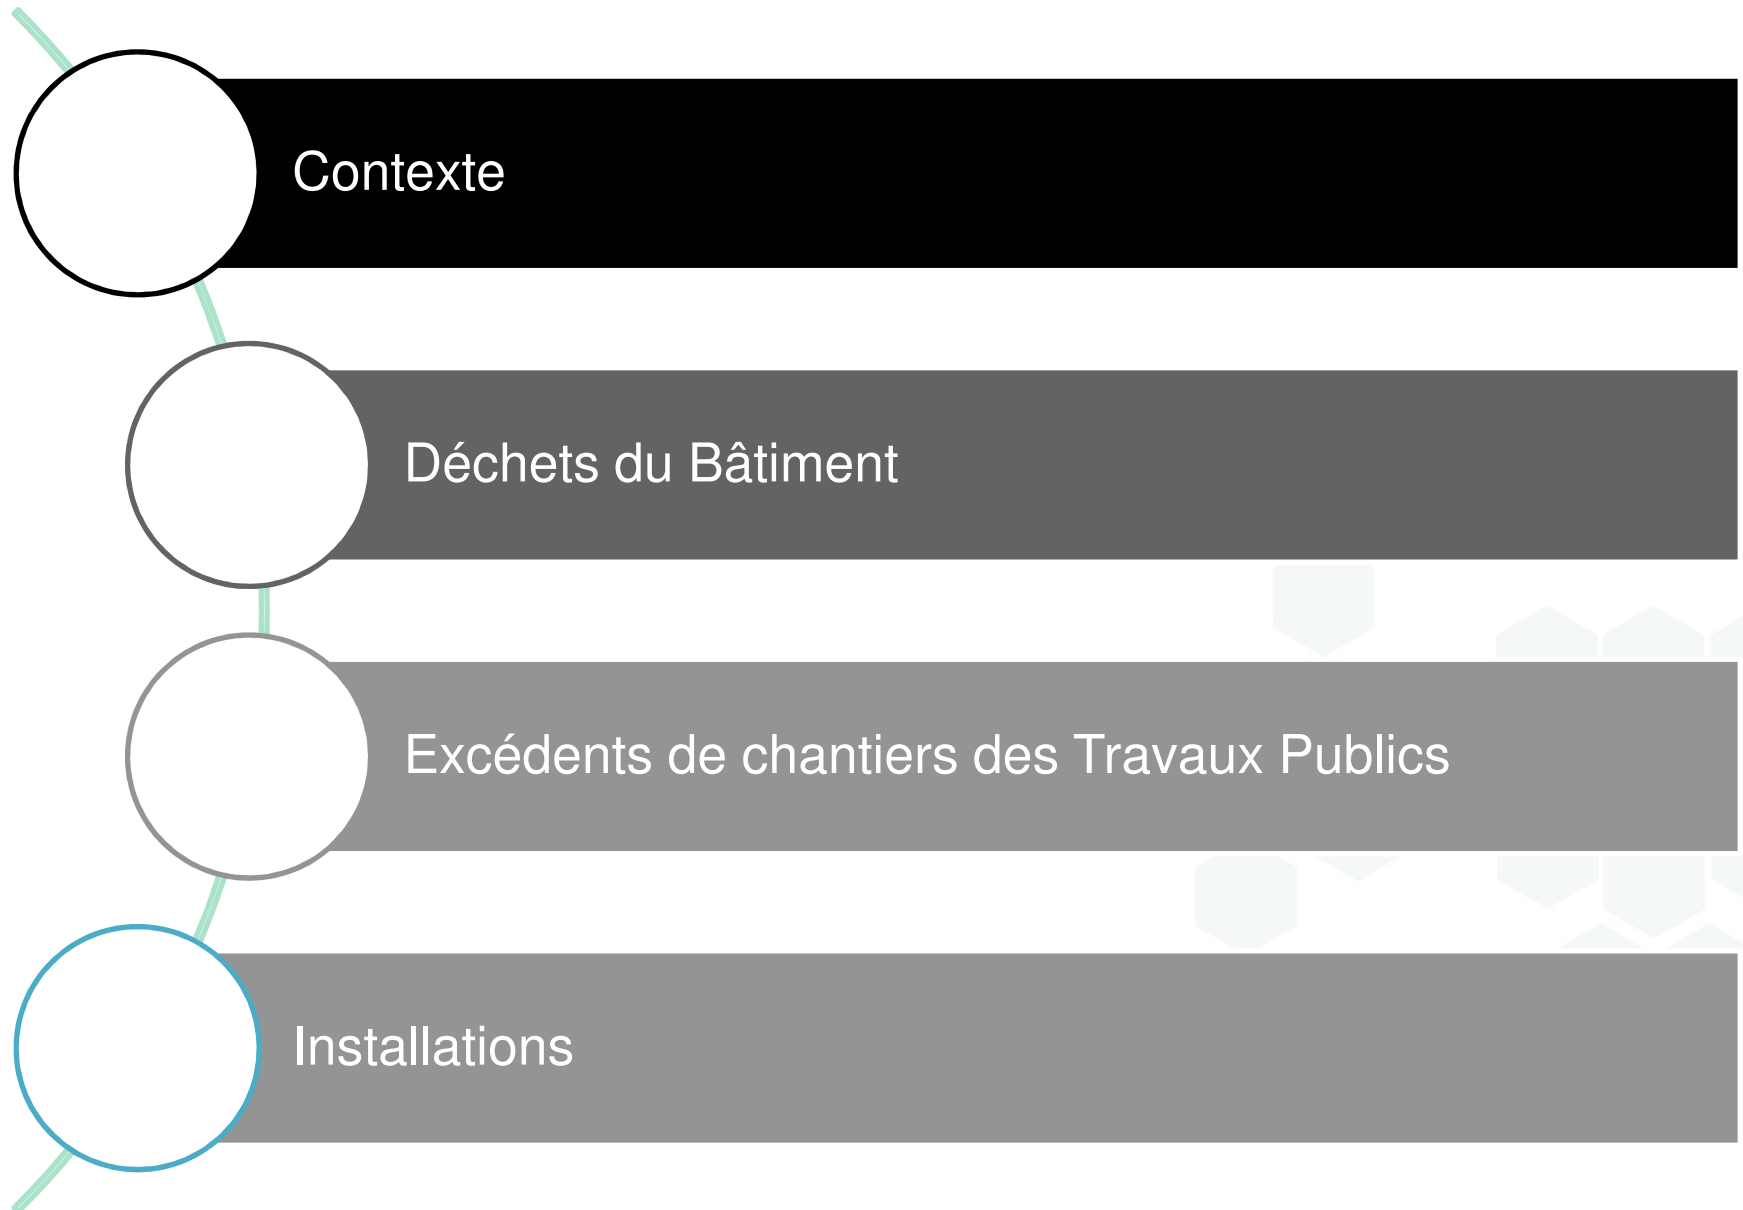 Contexte
Déchets du Bâtiment
Excédents de chantiers des Travaux Publics
Installations